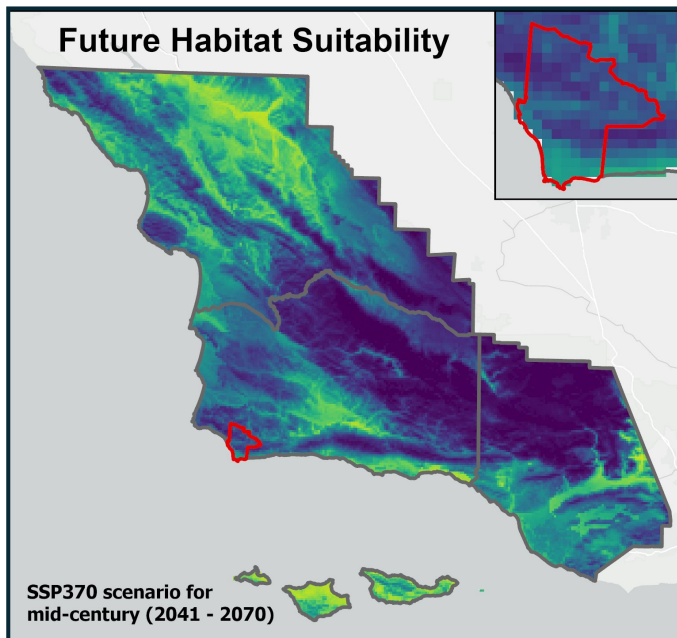 Future Habitat Suitability
SSP370 scenario for
mid-century (2041 - 2070)